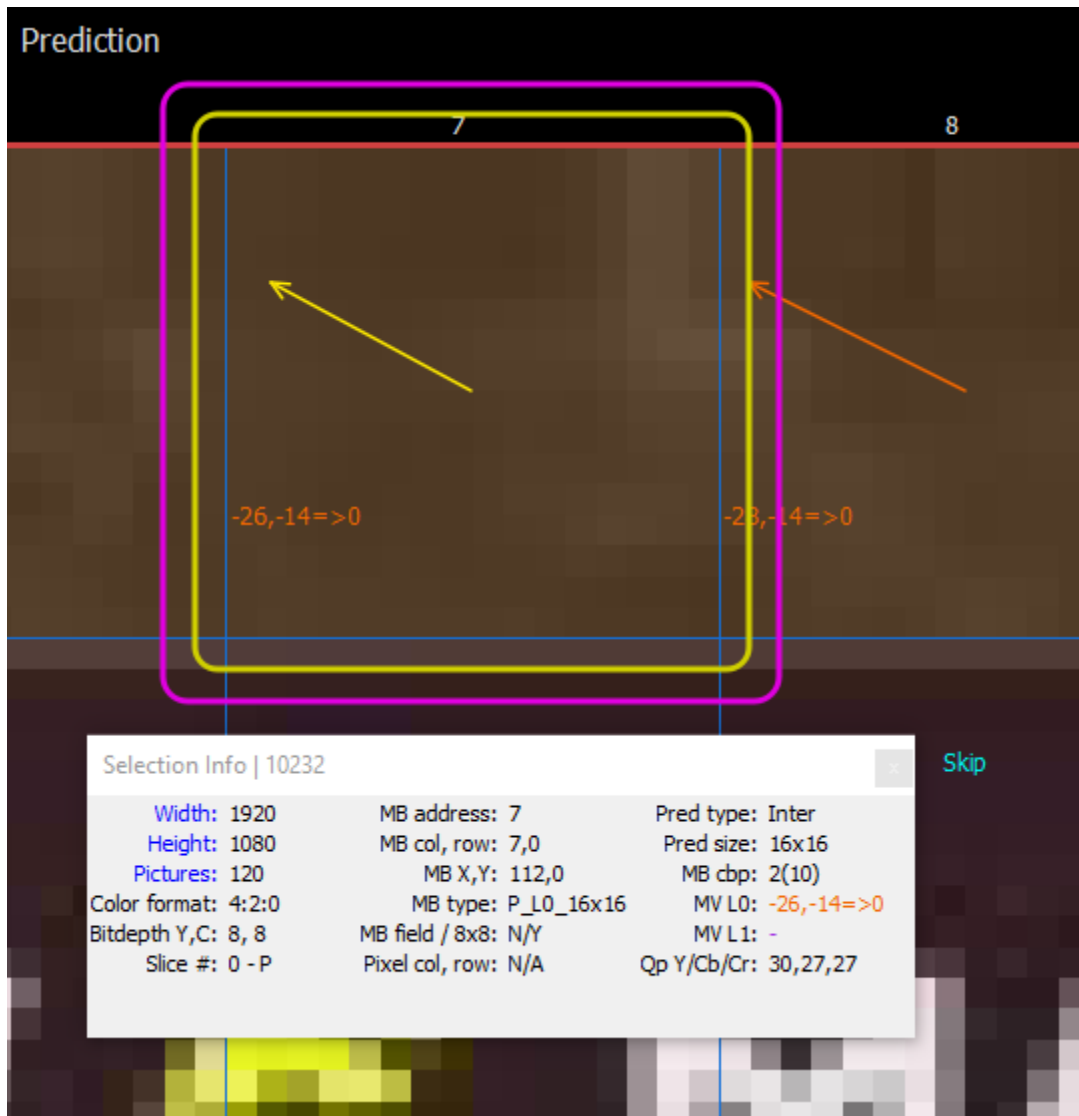 Prediction
7
8
-26,-14=>0
-28,-14=>0
Skip
Selection Info | 10232
x
Width: 1920
MB address: 7
Pred type: Inter
Height: 1080
MB col, row: 7,0
Pred size: 16x16
Pictures: 120
MB X,Y: 112,0
MB cbp: 2(10)
Color format: 4:2:0
MB type: P_L0_16x16
MV L0: -26,-14=>0
Bitdepth Y,C: 8, 8
MB field / 8x8: N/Y
MV L1: -
Slice #: 0 - P
Pixel col, row: N/A
Qp Y/Cb/Cr: 30,27,27